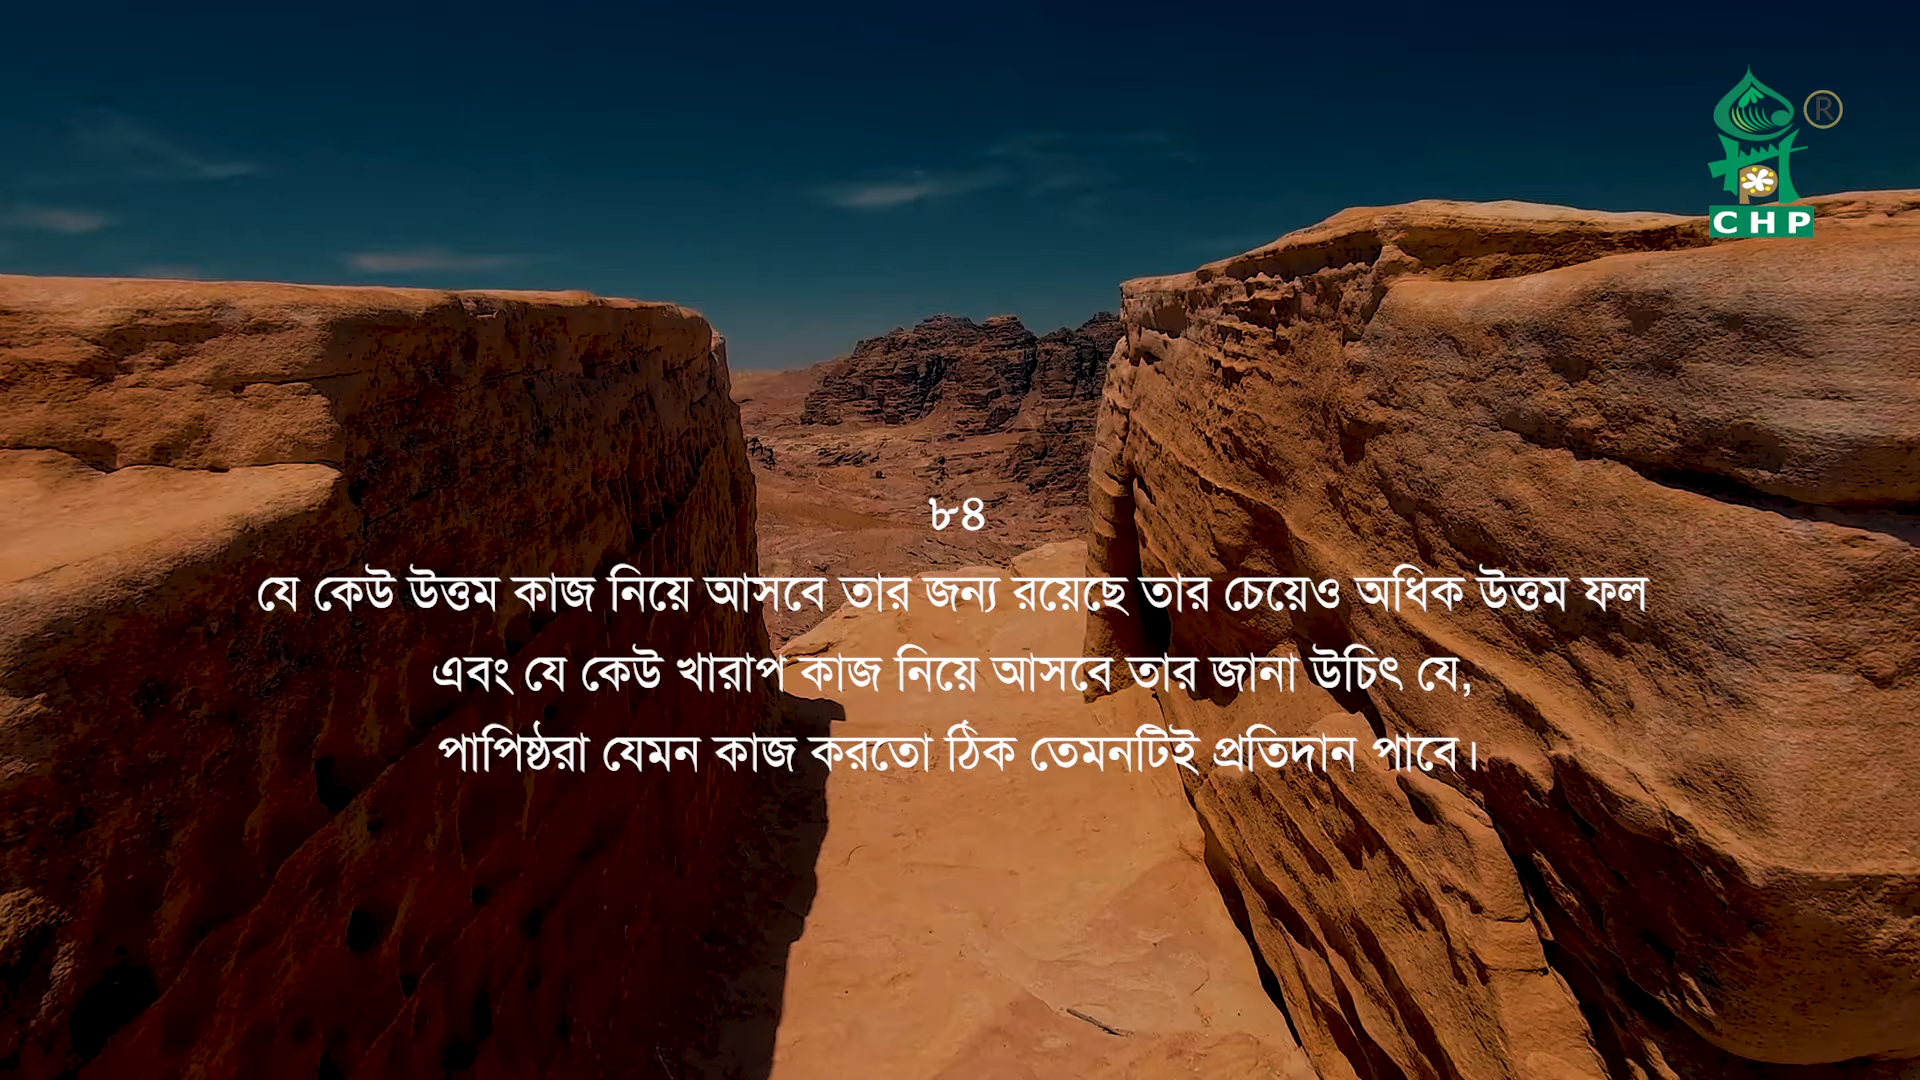 ®
CHP
৮৪
যে কেউ উত্তম কাজ নিয়ে আসবে তার জন্য রয়েছে তার চেয়েও অধিক উত্তম ফল
এবং যে কেউ খারাপ কাজ নিয়ে আসবে তার জানা উচিৎ যে,
পাপিষ্ঠরা যেমন কাজ করতো ঠিক তেমনটিই প্রতিদান পাবে।